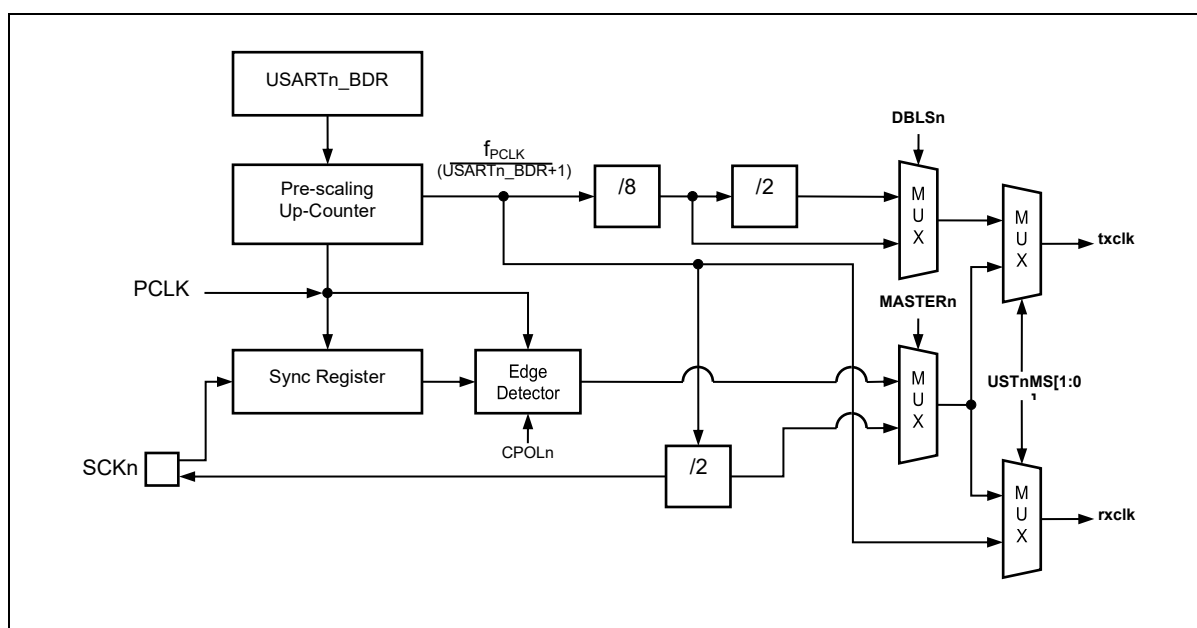 USARTn_BDR
DBLSn
fPCLK
(USARTn_BDR+1)
Pre-scaling
Up-Counter
/8
/2
M
U
X
M
U
X
txclk
PCLK
MASTERn
Sync Register
Edge
Detector
M
U
X
USTnMS[1:0
]
CPOLn
SCKn
/2
M
U
X
rxclk